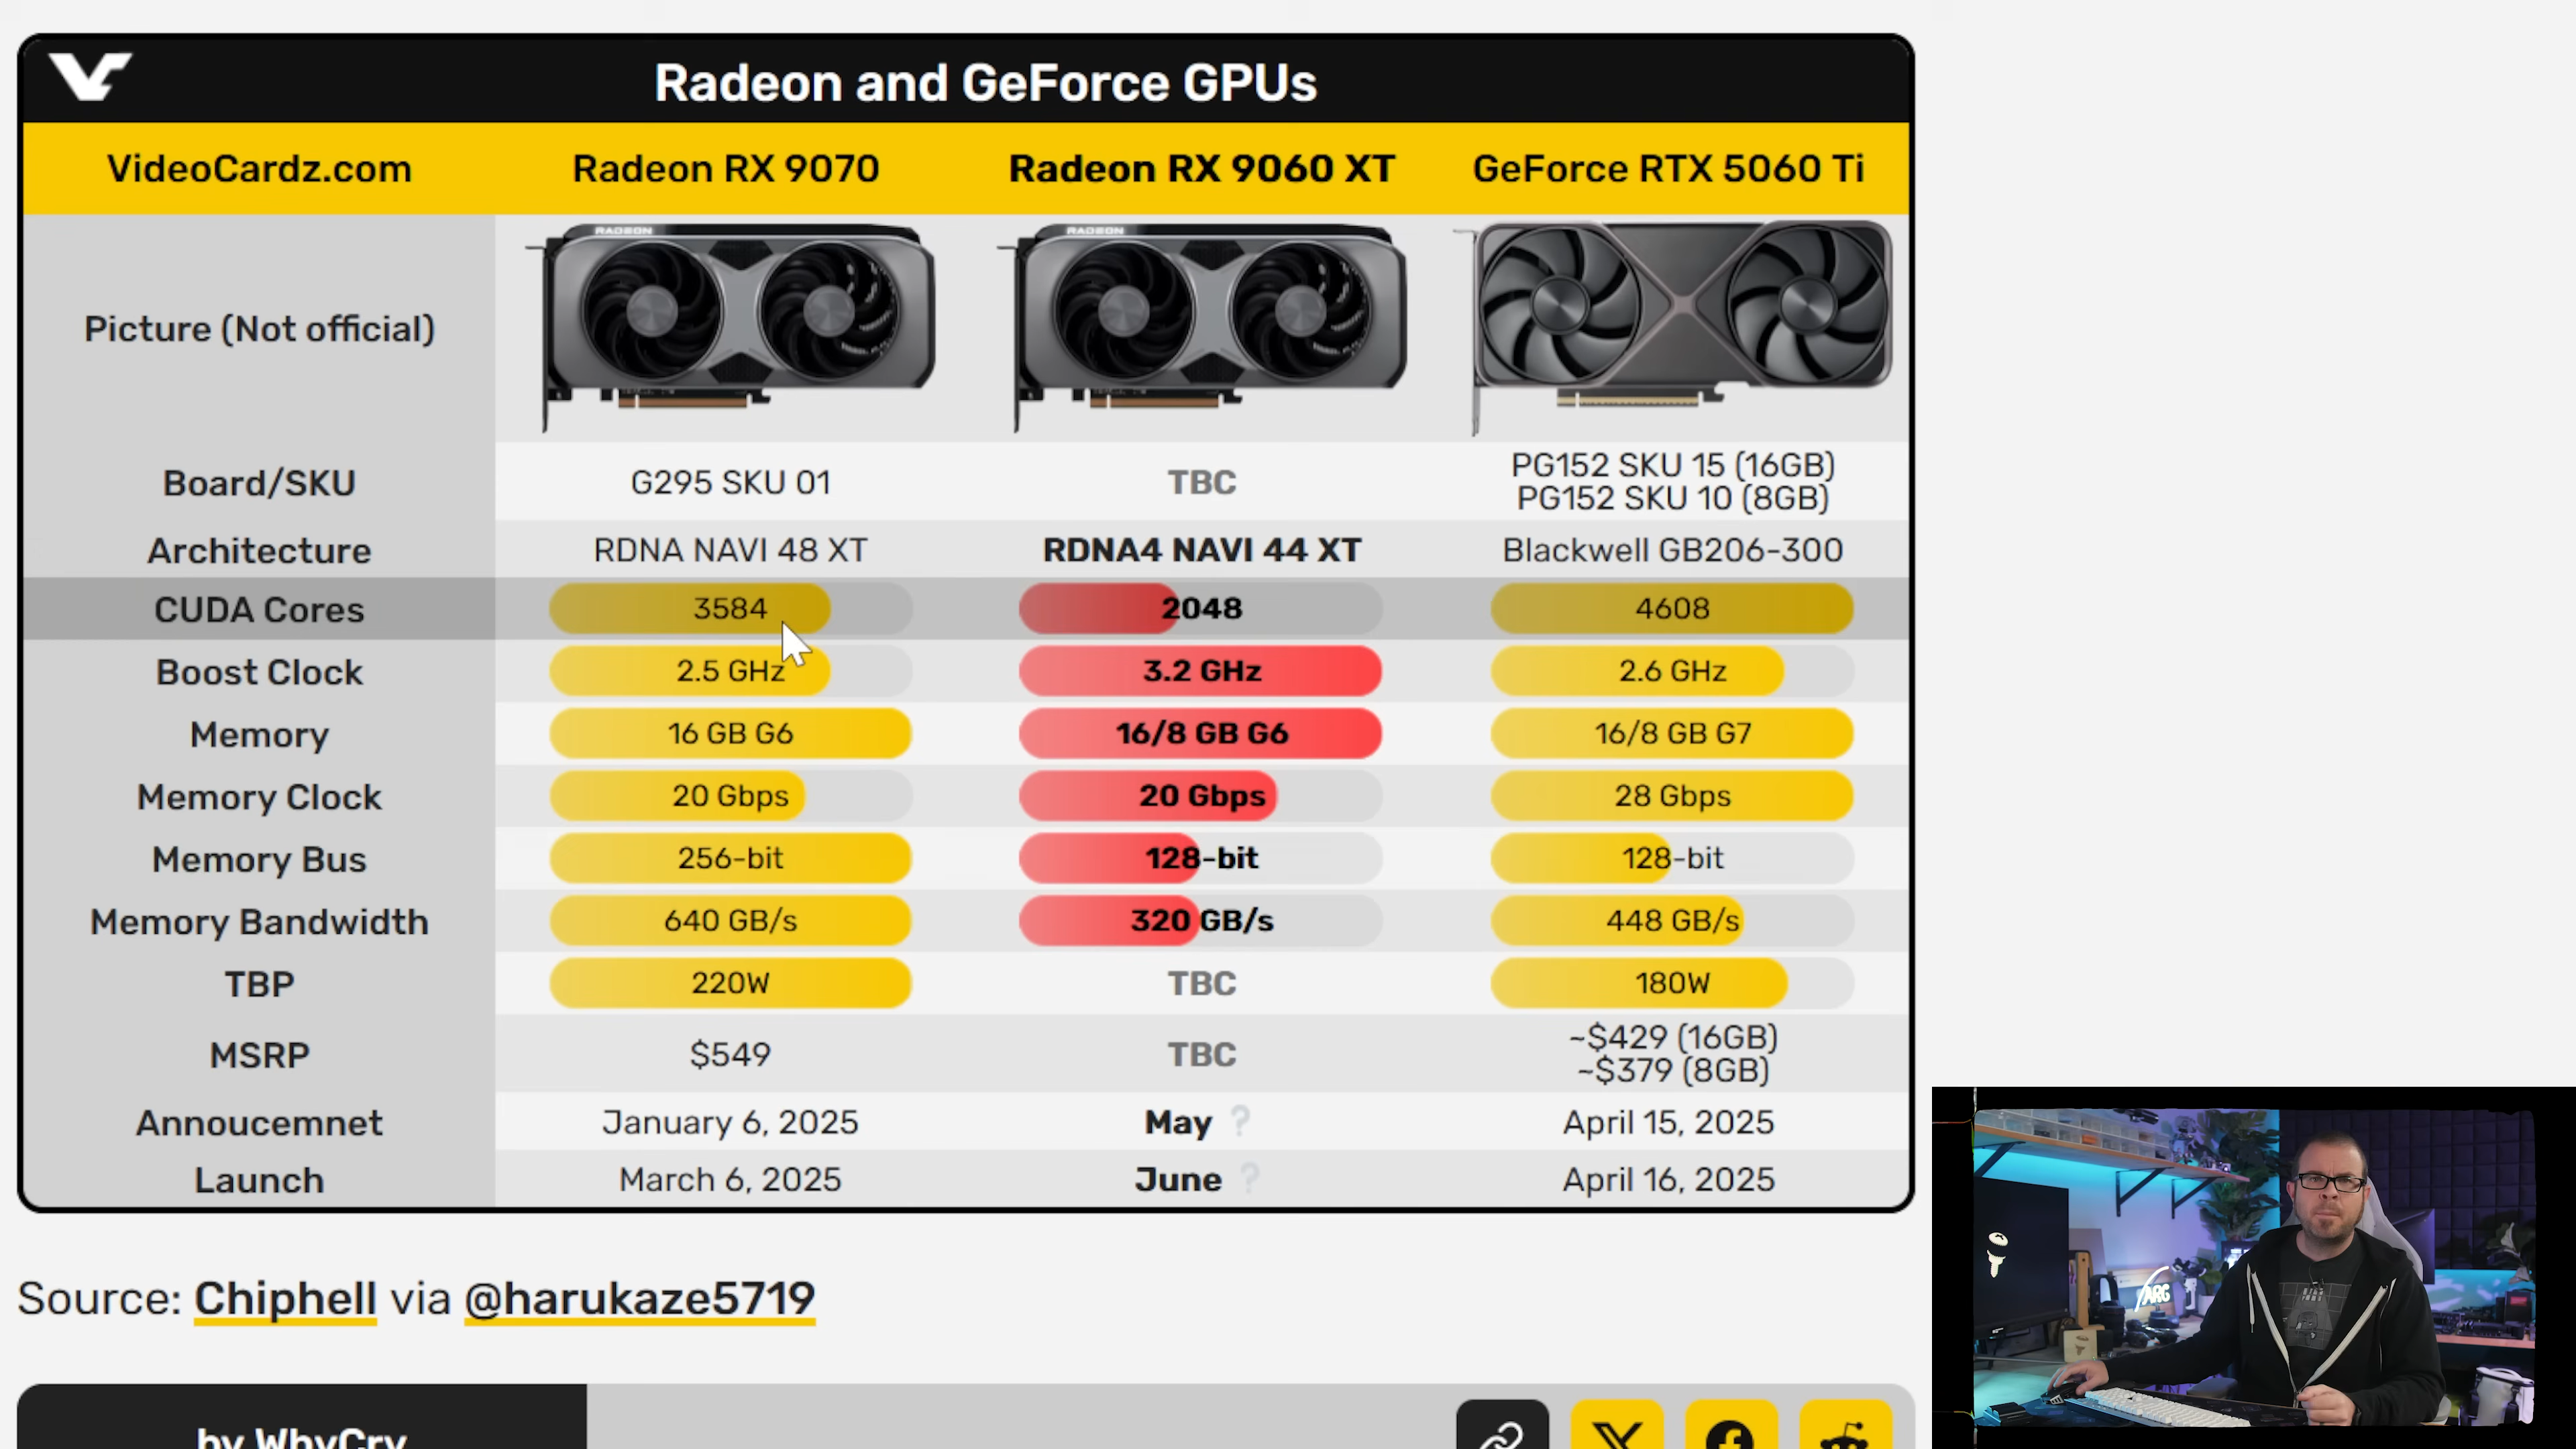 Radeon and GeForce GPUs
VideoCardz.com Radeon RX 9070 Radeon RX 9060 XT GeForce RTX 5060 Ti
RADEON RADEON
Picture (Not official)
Board/SKU G295 SKU 01 TBC PG152 SKU 15 (16GB)
PG152 SKU 10 (8GB)
Architecture RDNA NAVI 48 XT RDNA4 NAVI 44 XT Blackwell GB206-300
CUDA Cores 3584 2048 4608
Boost Clock 2.5 GHz 3.2 GHz 2.6 GHz
Memory 16 GB G6 16/8 GB G6 16/8 GB G7
Memory Clock 20 Gbps 20 Gbps 28 Gbps
Memory Bus 256-bit 128-bit 128-bit
Memory Bandwidth 640 GB/s 320 GB/s 448 GB/s
TBP 220W TBC 180W
MSRP $549 TBC ~$429 (16GB)
~$379 (8GB)
Annoucemnet January 6, 2025 May ? April 15, 2025
Launch March 6, 2025 June ? April 16, 2025
Source: Chiphell via @harukaze5719
by WhyCry
ARG